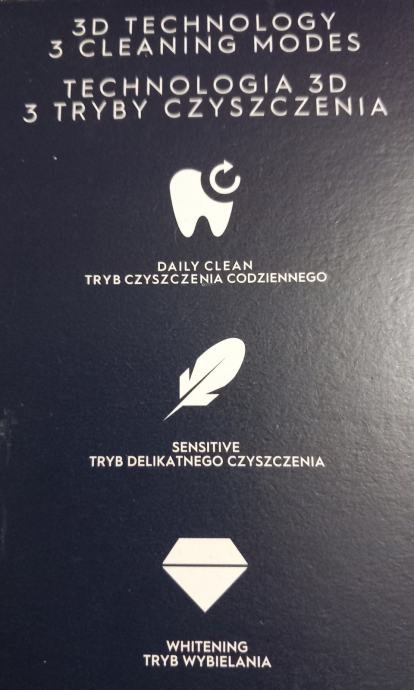 3D TECHNOLOGY
3 CLEANING MODES
TECHNOLOGIA 3D
3 TRYBY CZYSZCZENIA
DAILY CLEAN
TRYB CZYSZCZENIA CODZIENNEGO
SENSITIVE
TRYB DELIKATNEGO CZYSZCZENIA
WHITENING
TRYB WYBIELANIA